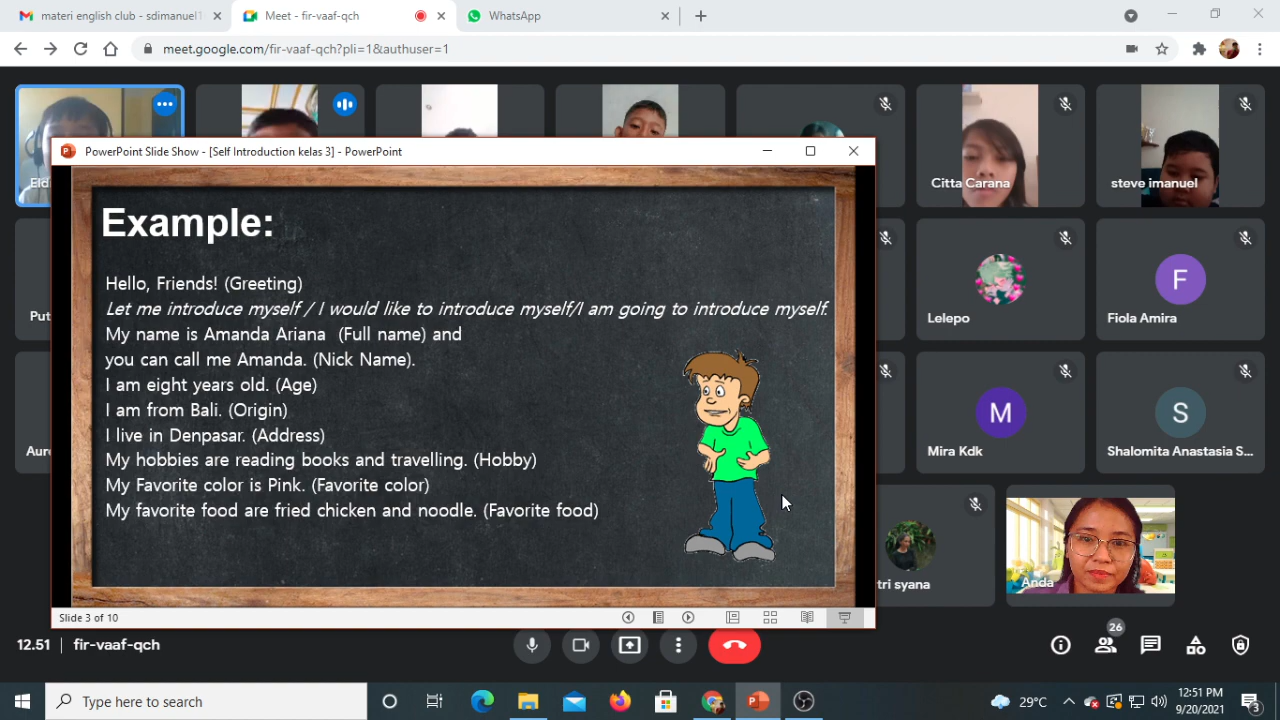 materi english club - sdimanuel1
Meet - fir-vaaf-qch
WhatsApp
meet.google.com/fir-vaaf-qch?pli=1&authuser=1
Citta Carana
steve imanuel
PowerPoint Slide Show - [Self Introduction kelas 3] - PowerPoint
Example:
Hello, Friends! (Greeting)
Let me introduce myself / I would like to introduce myself/I am going to introduce myself.
My name is Amanda Ariana (Full name) and
you can call me Amanda. (Nick Name).
I am eight years old. (Age)
I am from Bali. (Origin)
I live in Denpasar. (Address)
My hobbies are reading books and travelling. (Hobby)
My Favorite color is Pink. (Favorite color)
My favorite food are fried chicken and noodle. (Favorite food)
Slide 3 of 10
Eld
Put
Aur
Lelepo
F
Fiola Amira
M
Mira Kdk
S
Shalomita Anastasia S...
tri syana
Anda
12.51 | fir-vaaf-qch
26
Type here to search
29°C
12:51 PM
9/20/2021
3